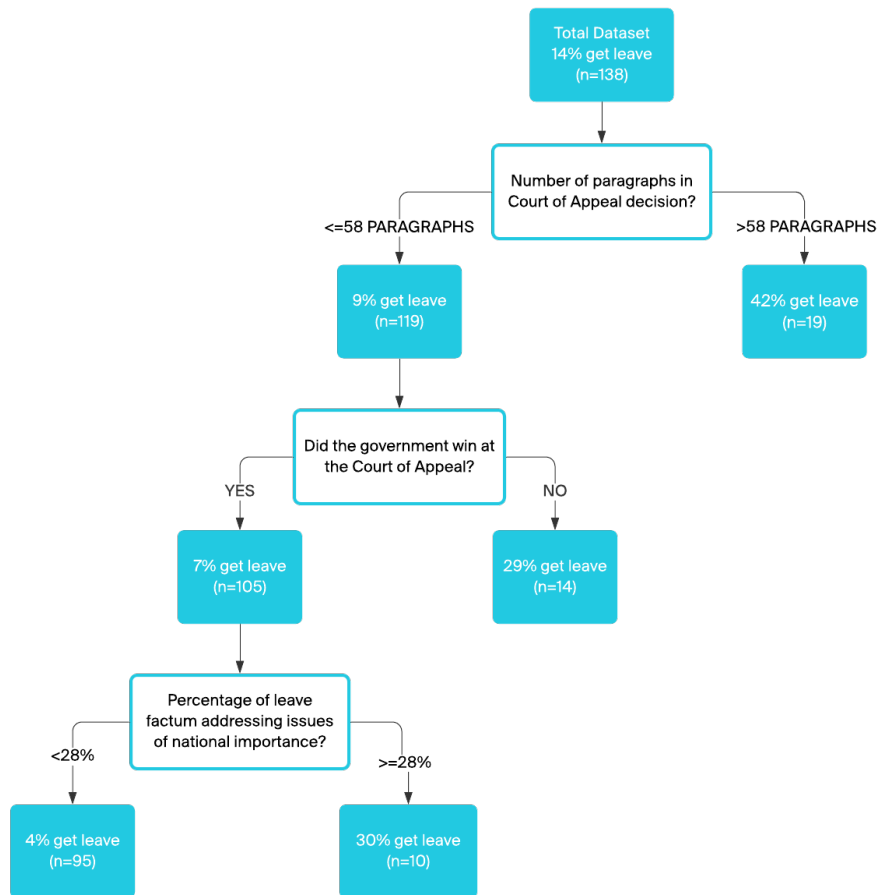 Total Dataset
14% get leave
(n=138)
Number of paragraphs in
Court of Appeal decision?
<=58 PARAGRAPHS
>58 PARAGRAPHS
9% get leave
(n=119)
42% get leave
(n=19)
Did the government win at
the Court of Appeal?
YES
NO
7% get leave
(n=105)
29% get leave
(n=14)
Percentage of leave
factum addressing issues
of national importance?
<28%
>=28%
4% get leave
(n=95)
30% get leave
(n=10)